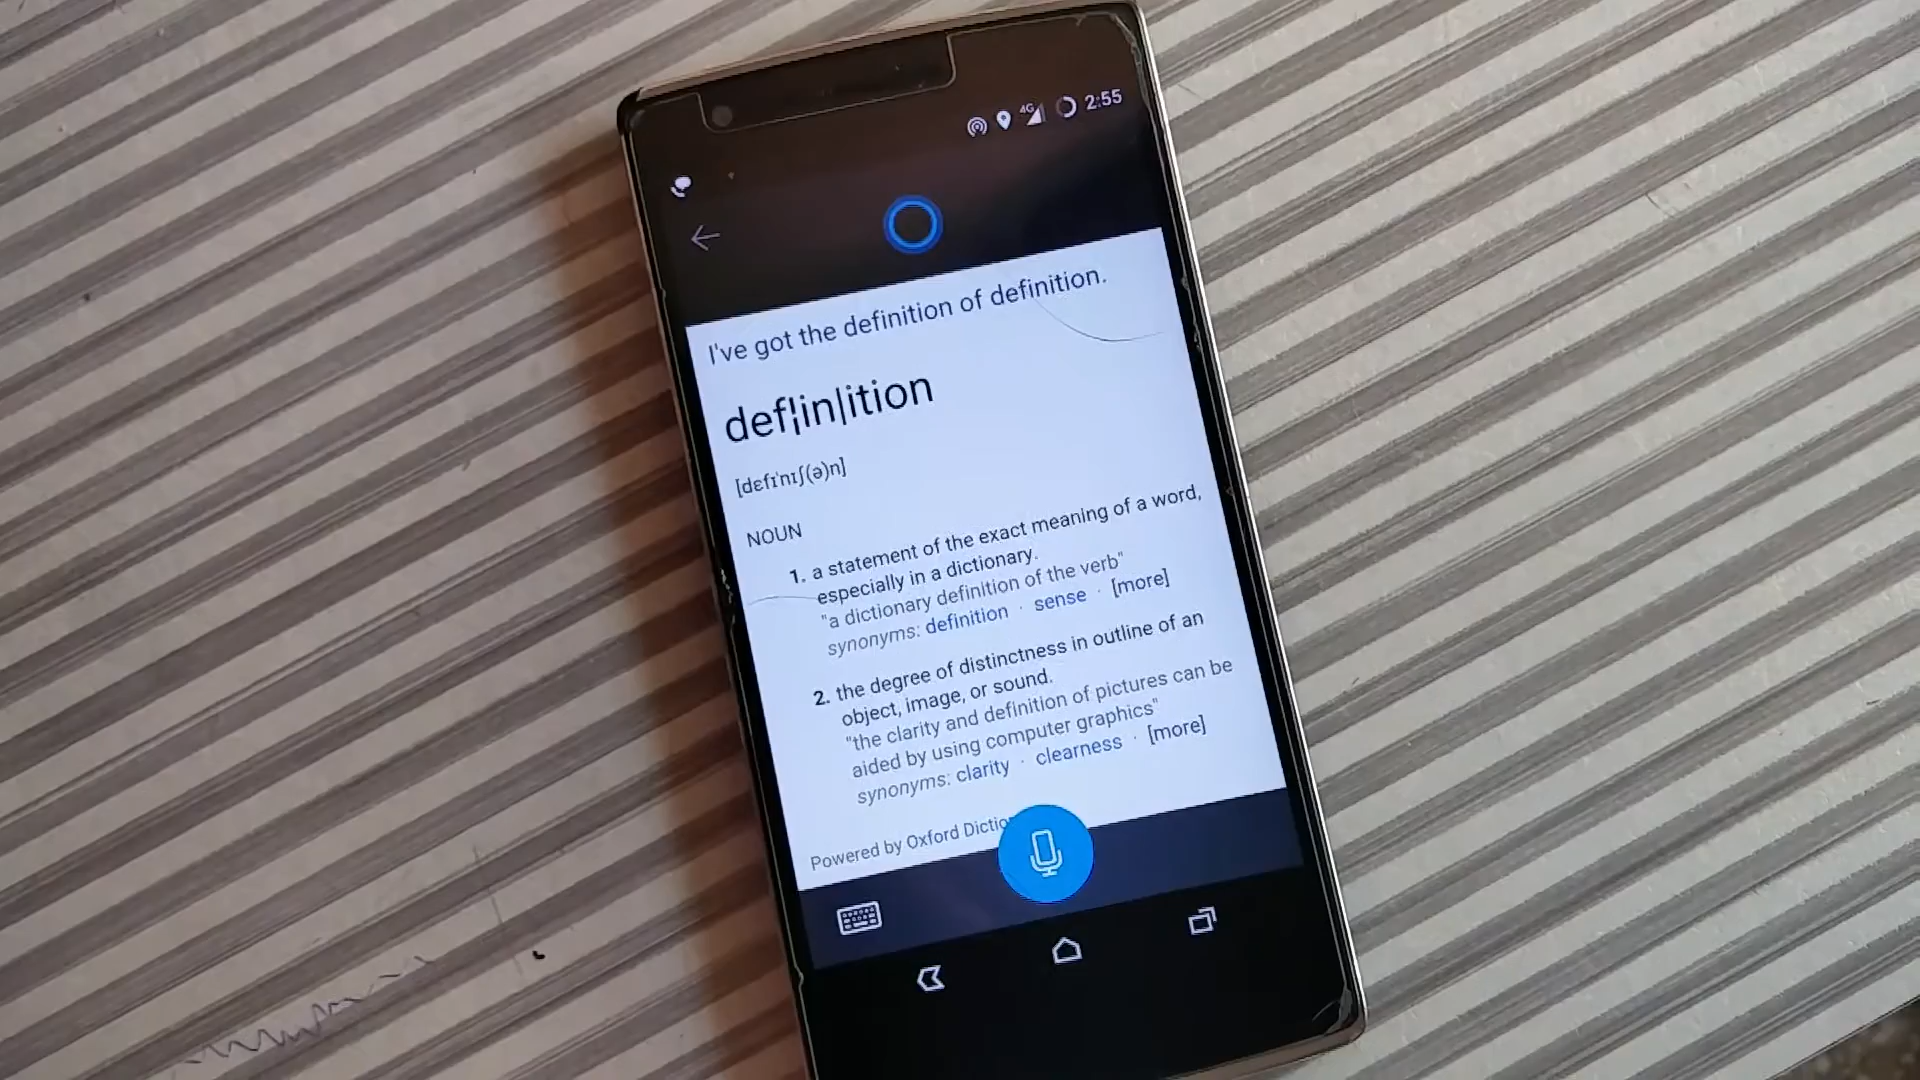 4G 2:55
I've got the definition of definition.
def¦in|ition
[dɛfɪˈnɪʃ(ə)n]
NOUN
1. a statement of the exact meaning of a word,
especially in a dictionary.
"a dictionary definition of the verb"
synonyms: definition · sense · [more]
2. the degree of distinctness in outline of an
object, image, or sound.
"the clarity and definition of pictures can be
aided by using computer graphics"
synonyms: clarity · clearness · [more]
Powered by Oxford